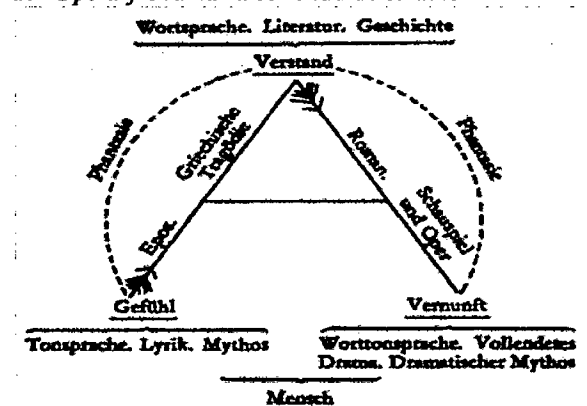 Wortsprache. Literatur. Geschichte
Verstand
Phantasie
Griechische
Tragödie
Roman.
Phantasie
Epos.
Schauspiel
und Oper
Gefühl
Vernunft
Tonsprache. Lyrik. Mythos
Worttonsprache. Vollendetes
Drama. Dramatischer Mythos
Mensch